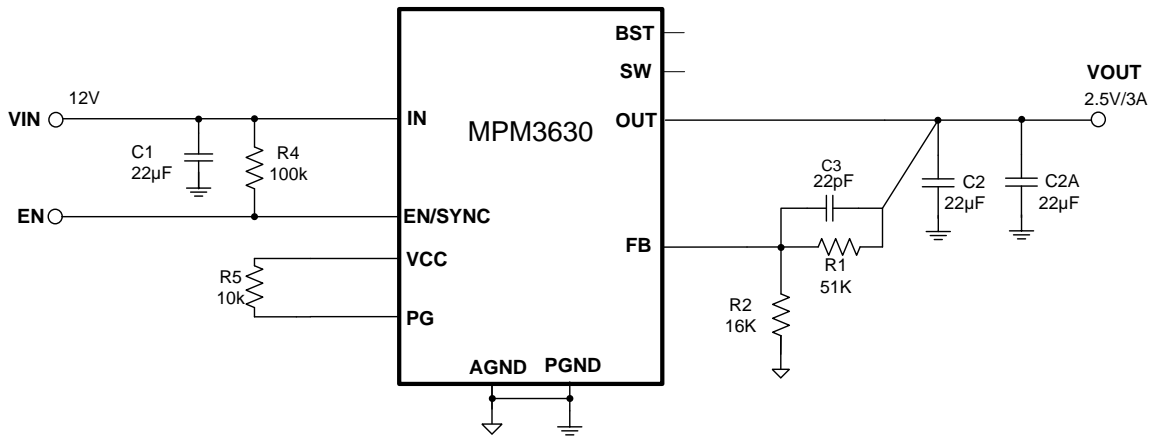 BST
SW
VIN
12V
IN
MPM3630
OUT
VOUT
2.5V/3A
C1
22µF
R4
100k
C3
22pF
C2
22µF
C2A
22µF
EN
EN/SYNC
FB
R1
51K
VCC
R5
10k
PG
R2
16K
AGND
PGND